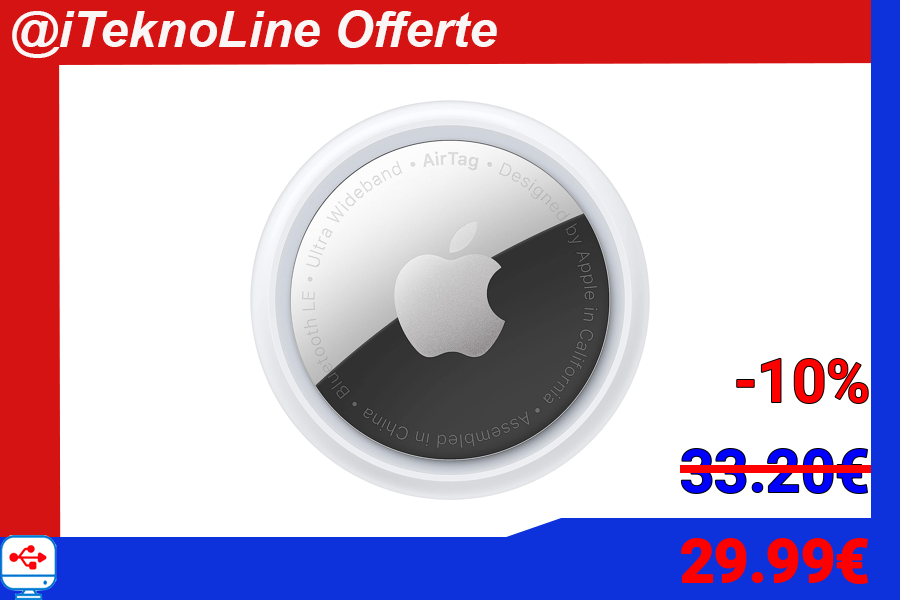 @iTeknoLine Offerte
Bluetooth LE • Ultra Wideband • AirTag • Designed by Apple in California • Assembled in China •
-10%
33.20€
29.99€